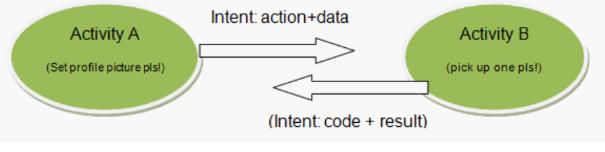 Intent: action+data
Activity A
(Set profile picture pls!)
Activity B
(pick up one pls!)
(Intent: code + result)